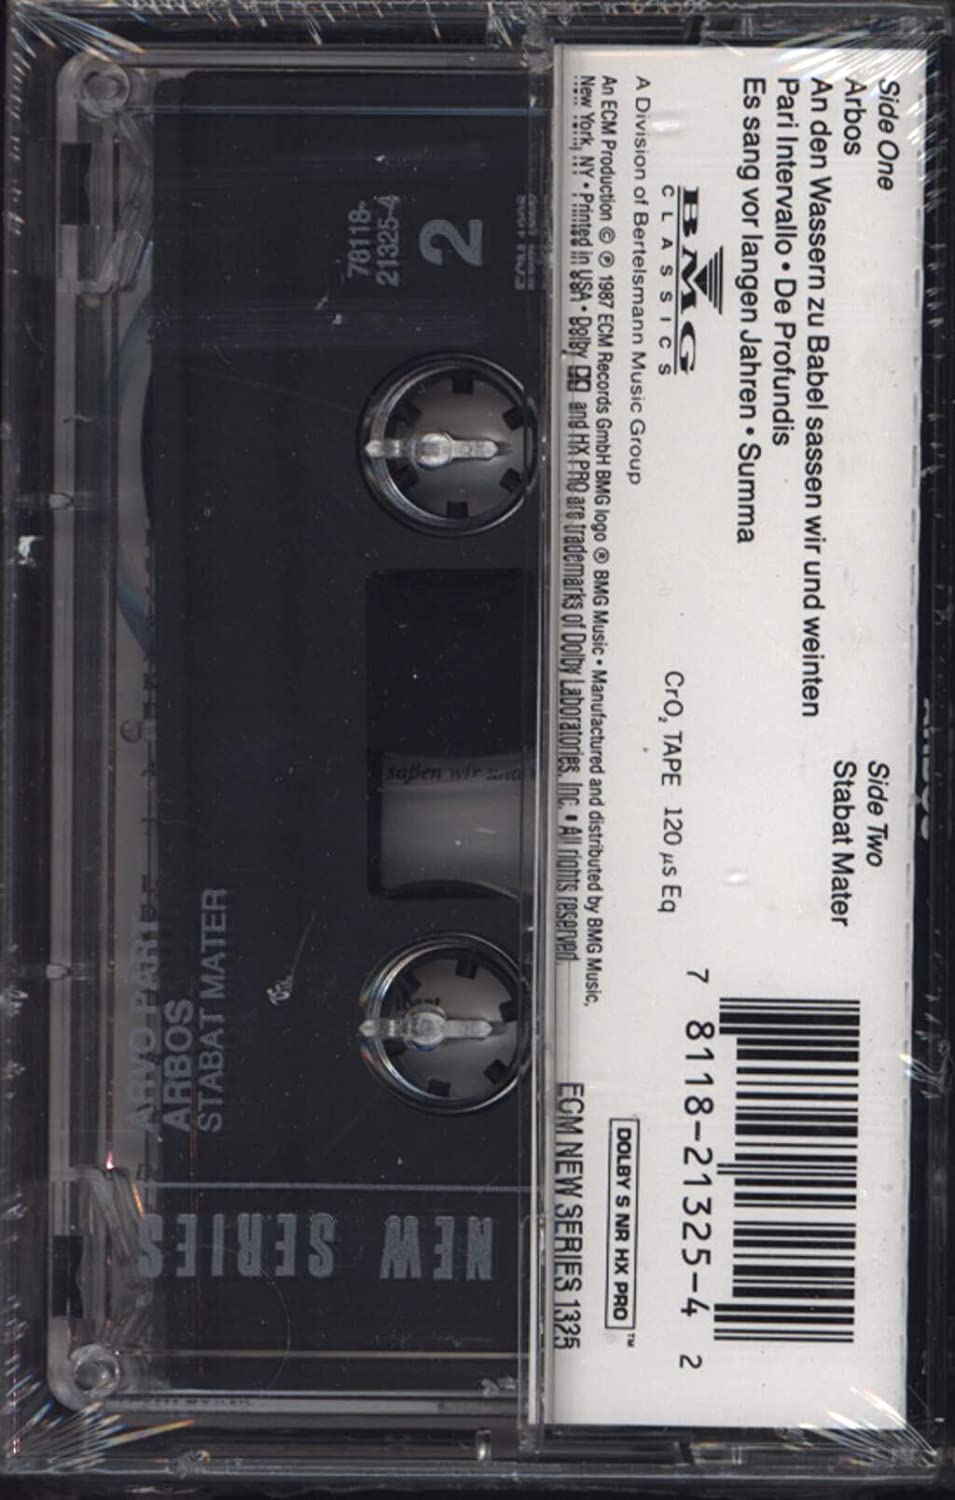 Side One
Arbos
An den Wassern zu Babel sassen wir und weinten
Pari Intervallo • De Profundis
Es sang vor langen Jahren • Summa
Side Two
Stabat Mater
BMG
CLASSICS
A Division of Bertelsmann Music Group
CrO₂ TAPE 120 µs Eq
An ECM Production © ℗ 1987 ECM Records GmbH BMG logo ® BMG Music • Manufactured and distributed by BMG Music,
New York, NY • Printed in USA • Dolby and HX PRO are trademarks of Dolby Laboratories, Inc. • All rights reserved.
7 8118-21325-4 2
DOLBY S NR HX PRO ™
ECM NEW SERIES 1325
2
78118-
21325-4
saßen wir und
ARVO PÄRT
ARBOS
STABAT MATER
NEW SERIES